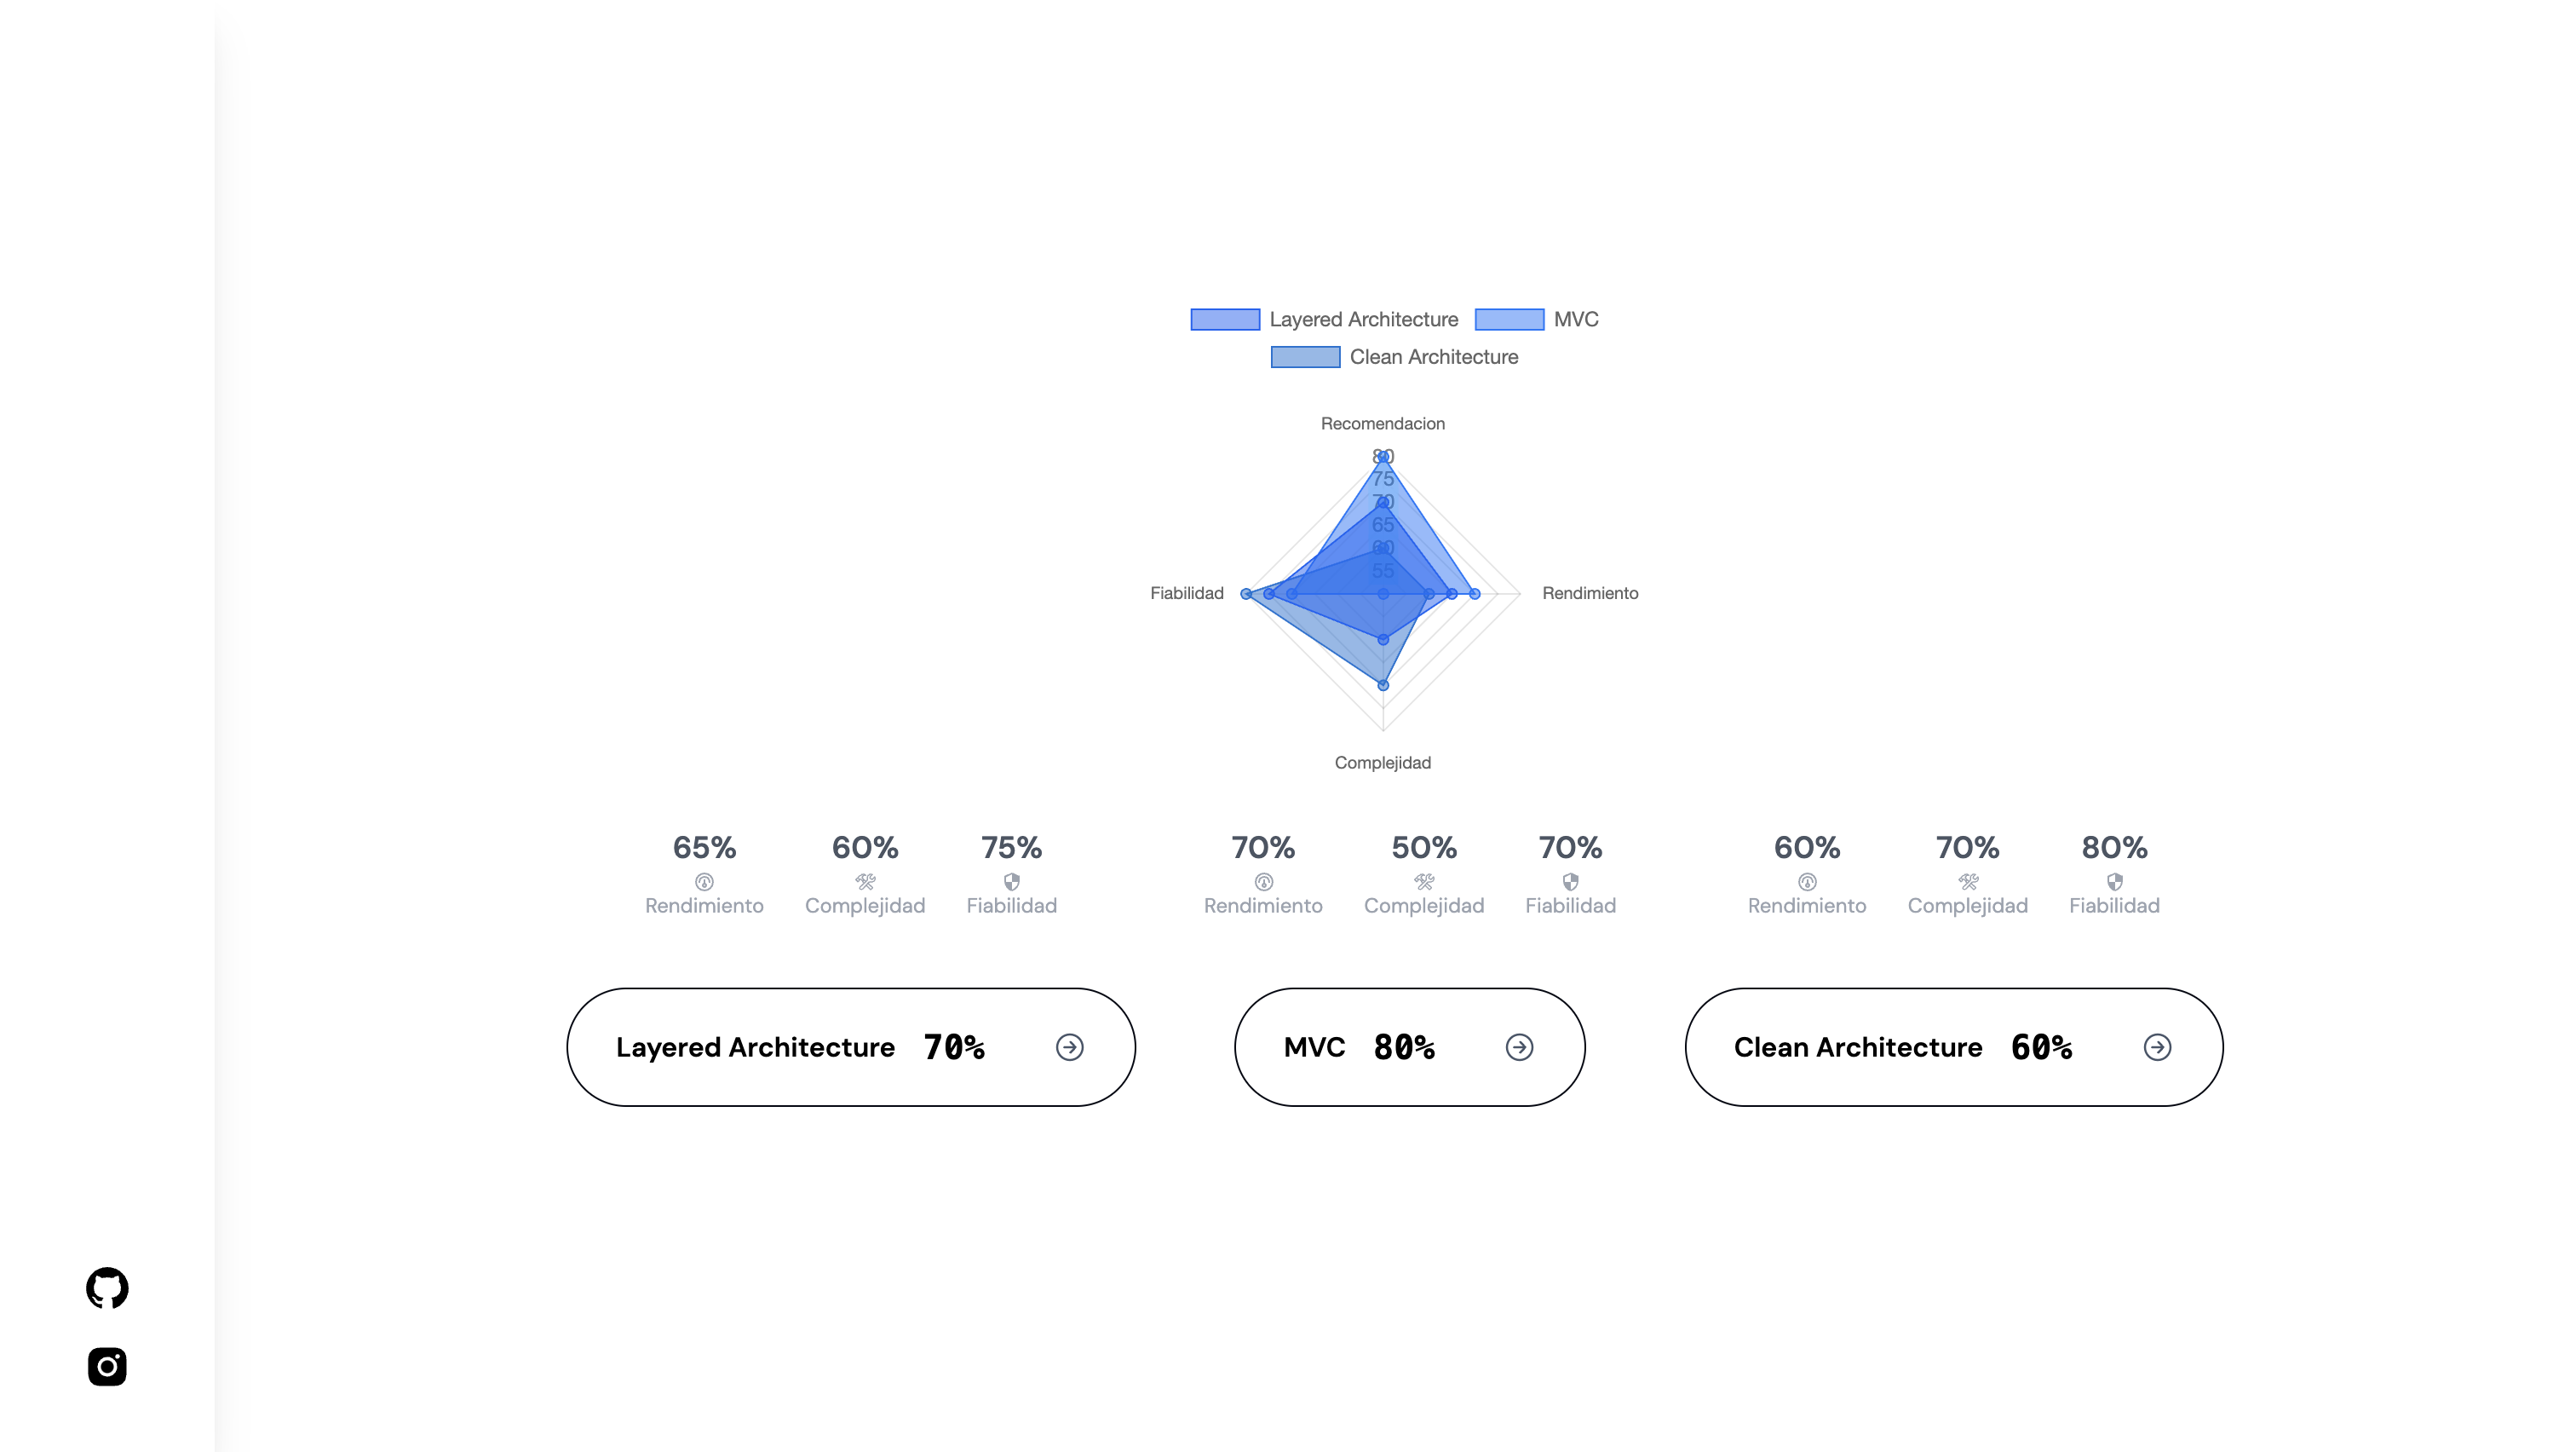 Layered Architecture MVC
Clean Architecture
Recomendacion
80
75
70
65
60
55
Fiabilidad Rendimiento
Complejidad
65% 60% 75% 70% 50% 70% 60% 70% 80%
Rendimiento Complejidad Fiabilidad Rendimiento Complejidad Fiabilidad Rendimiento Complejidad Fiabilidad
Layered Architecture 70% MVC 80% Clean Architecture 60%